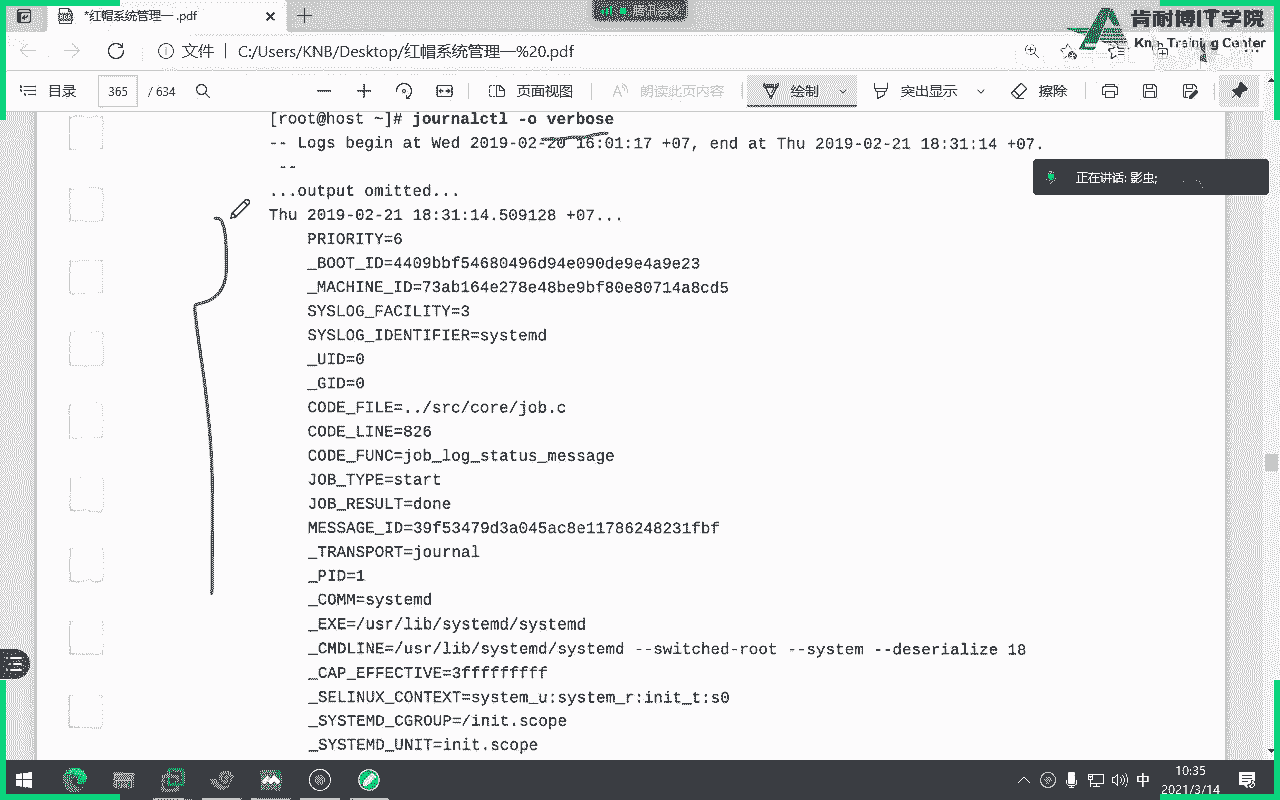 *红帽系统管理一 .pdf
腾讯会议
肯耐博IT学院
Training Center
文件 | C:/Users/KNB/Desktop/红帽系统管理一%20.pdf
目录 365 / 634 页面视图 朗读此页内容 绘制 突出显示 擦除
[root@host ~]# journalctl -o verbose
-- Logs begin at Wed 2019-02-20 16:01:17 +07, end at Thu 2019-02-21 18:31:14 +07.
--
正在讲话: 影虫;
...output omitted...
Thu 2019-02-21 18:31:14.509128 +07...
PRIORITY=6
_BOOT_ID=4409bbf54680496d94e090de9e4a9e23
_MACHINE_ID=73ab164e278e48be9bf80e80714a8cd5
SYSLOG_FACILITY=3
SYSLOG_IDENTIFIER=systemd
_UID=0
_GID=0
CODE_FILE=../src/core/job.c
CODE_LINE=826
CODE_FUNC=job_log_status_message
JOB_TYPE=start
JOB_RESULT=done
MESSAGE_ID=39f53479d3a045ac8e11786248231fbf
_TRANSPORT=journal
_PID=1
_COMM=systemd
_EXE=/usr/lib/systemd/systemd
_CMDLINE=/usr/lib/systemd/systemd --switched-root --system --deserialize 18
_CAP_EFFECTIVE=3fffffffff
_SELINUX_CONTEXT=system_u:system_r:init_t:s0
_SYSTEMD_CGROUP=/init.scope
_SYSTEMD_UNIT=init.scope
中
10:35
2021/3/14